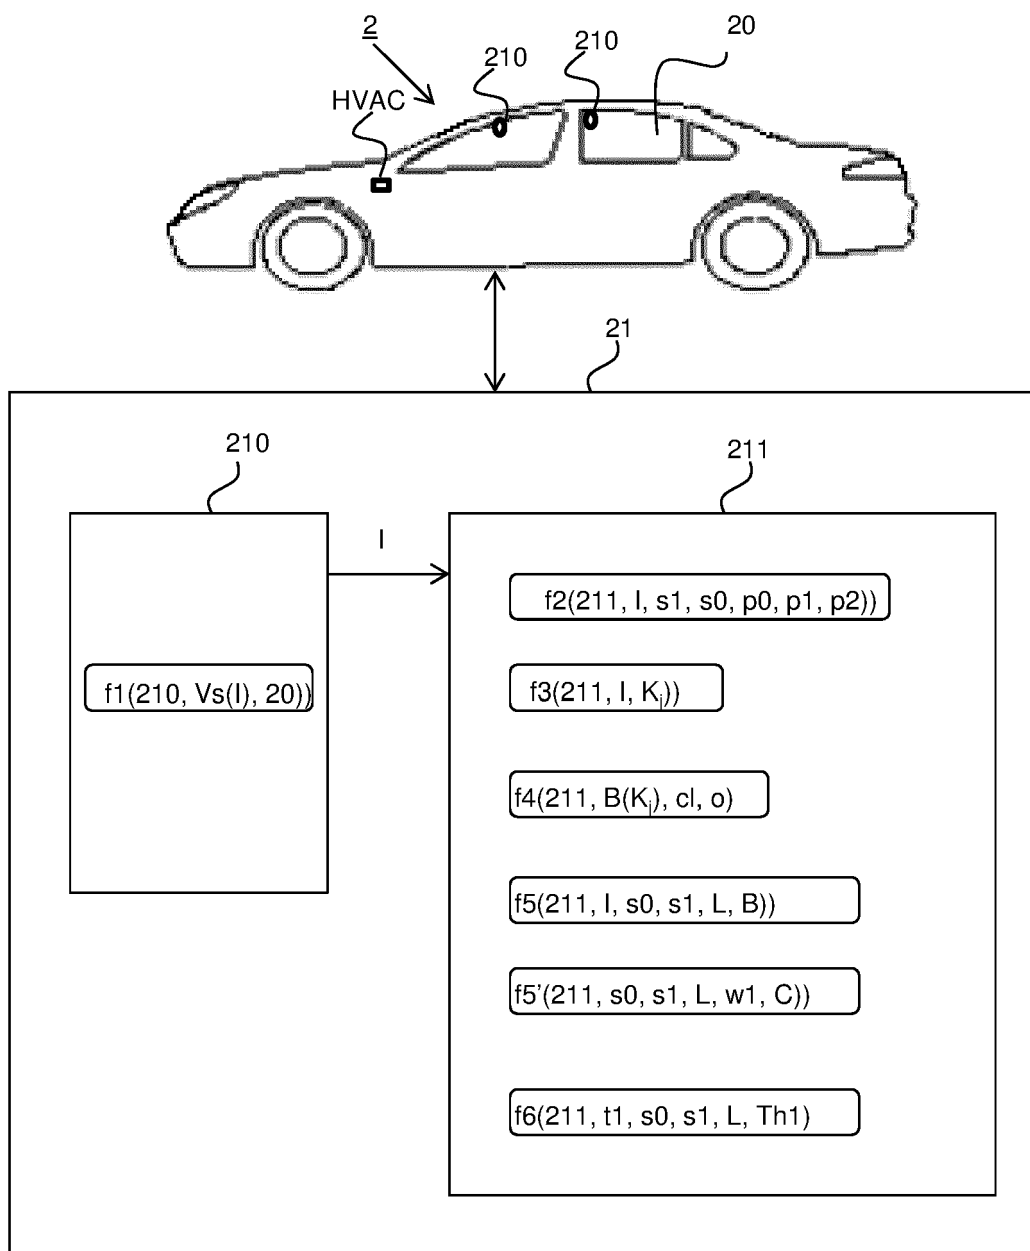 2
210
210
20
HVAC
21
210
211
I
f1(210, Vs(I), 20))
f2(211, I, s1, s0, p0, p1, p2))
f3(211, I, Ki))
f4(211, B(Ki), cl, o)
f5(211, I, s0, s1, L, B))
f5’(211, s0, s1, L, w1, C))
f6(211, t1, s0, s1, L, Th1)